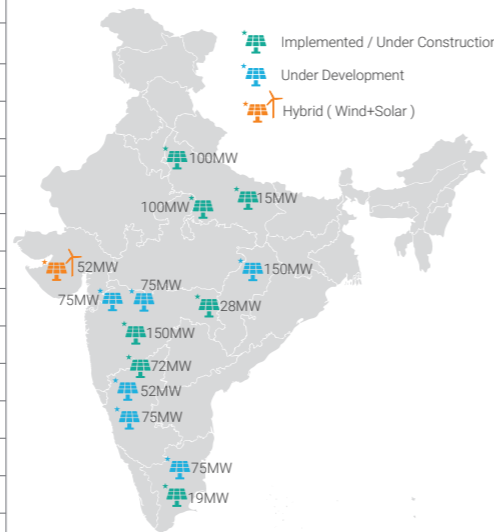 Implemented / Under Construction
Under Development
Hybrid ( Wind+Solar )
100MW
100MW
15MW
52MW
150MW
75MW
75MW
28MW
150MW
72MW
52MW
75MW
75MW
19MW